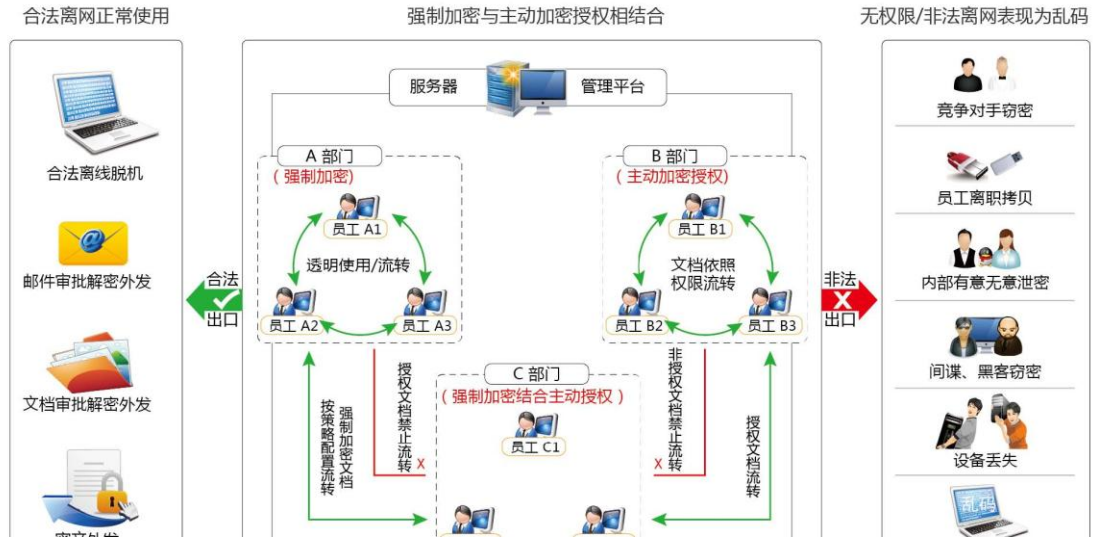 合法离网正常使用
强制加密与主动加密授权相结合
无权限/非法离网表现为乱码
合法离线脱机
邮件审批解密外发
文档审批解密外发
密文外发
合法
出口
服务器
管理平台
A 部门
(强制加密)
员工 A1
透明使用/流转
员工 A2
员工 A3
B 部门
(主动加密授权)
员工 B1
文档依照
权限流转
员工 B2
员工 B3
强制加密文档
按策略配置流转
授权文档禁止流转
X
C 部门
(强制加密结合主动授权)
员工 C1
非授权文档禁止流转
X
授权文档流转
非法
X
出口
竞争对手窃密
员工离职拷贝
内部有意无意泄密
间谍、黑客窃密
设备丢失
乱码